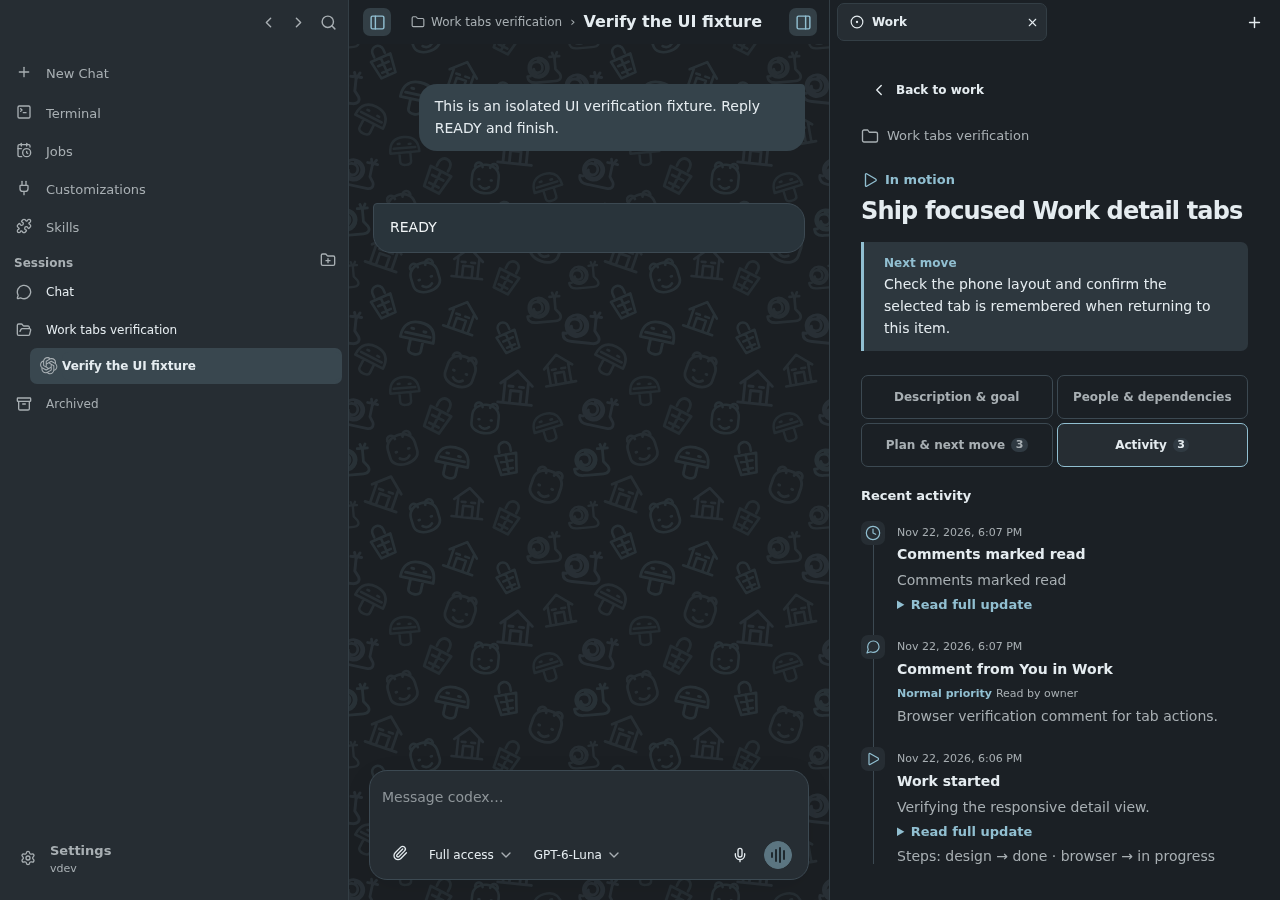 New Chat
Terminal
Jobs
Customizations
Skills
Sessions
Chat
Work tabs verification
Verify the UI fixture
Archived
Settings
vdev
Work tabs verification › Verify the UI fixture
This is an isolated UI verification fixture. Reply
READY and finish.
READY
Message codex…
Full access
GPT-6-Luna
Work
Back to work
Work tabs verification
In motion
Ship focused Work detail tabs
Next move
Check the phone layout and confirm the
selected tab is remembered when returning to
this item.
Description & goal
People & dependencies
Plan & next move 3
Activity 3
Recent activity
Nov 22, 2026, 6:07 PM
Comments marked read
Comments marked read
Read full update
Nov 22, 2026, 6:07 PM
Comment from You in Work
Normal priority Read by owner
Browser verification comment for tab actions.
Nov 22, 2026, 6:06 PM
Work started
Verifying the responsive detail view.
Read full update
Steps: design → done · browser → in progress